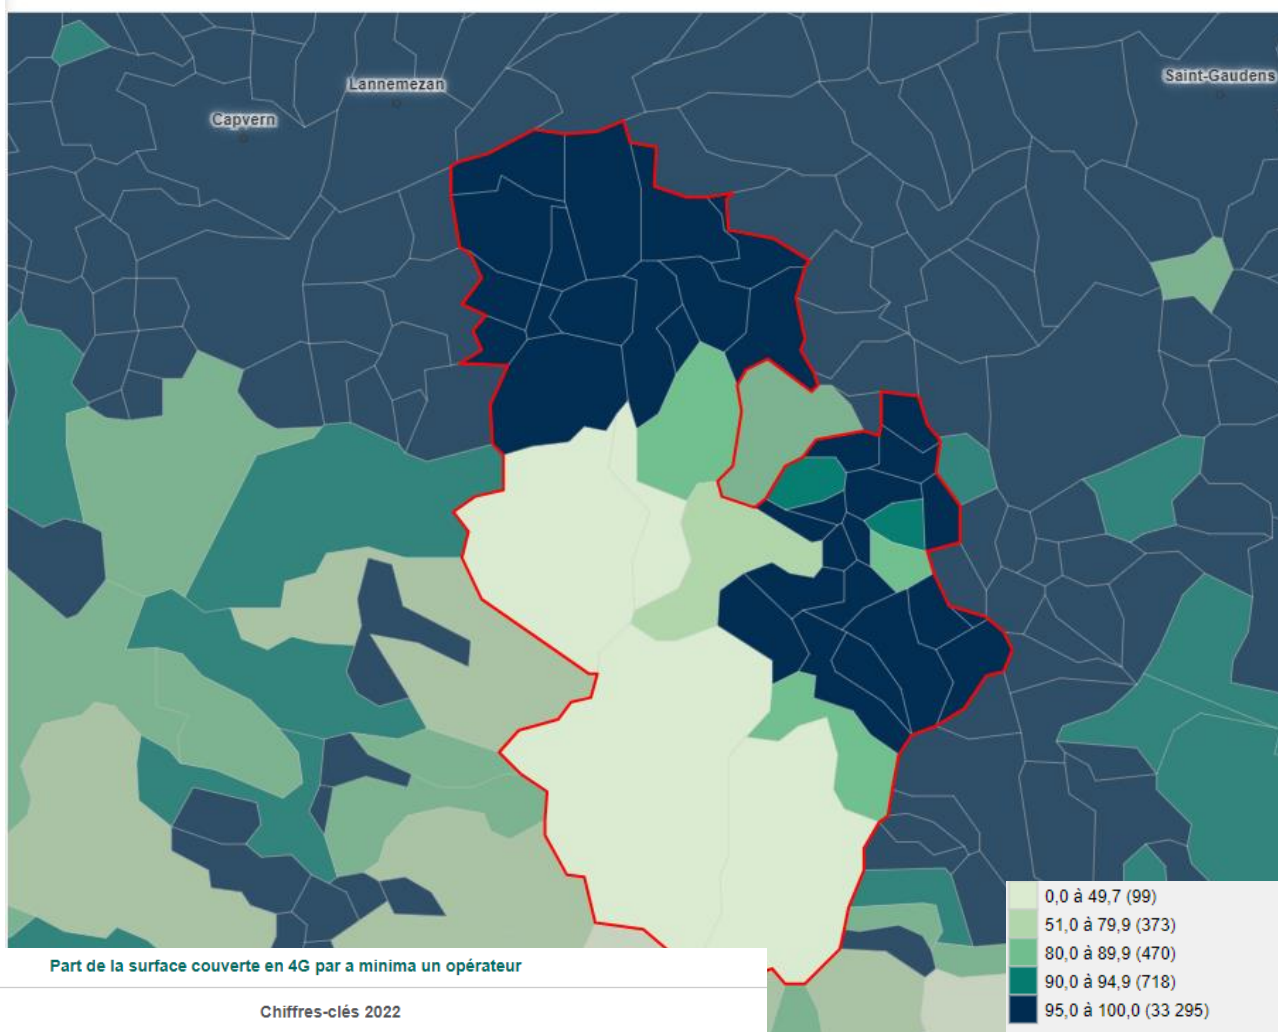 Lannemezan
Saint-Gaudens
Capvern
0,0 à 49,7 (99)
51,0 à 79,9 (373)
80,0 à 89,9 (470)
90,0 à 94,9 (718)
95,0 à 100,0 (33 295)
Part de la surface couverte en 4G par a minima un opérateur
Chiffres-clés 2022